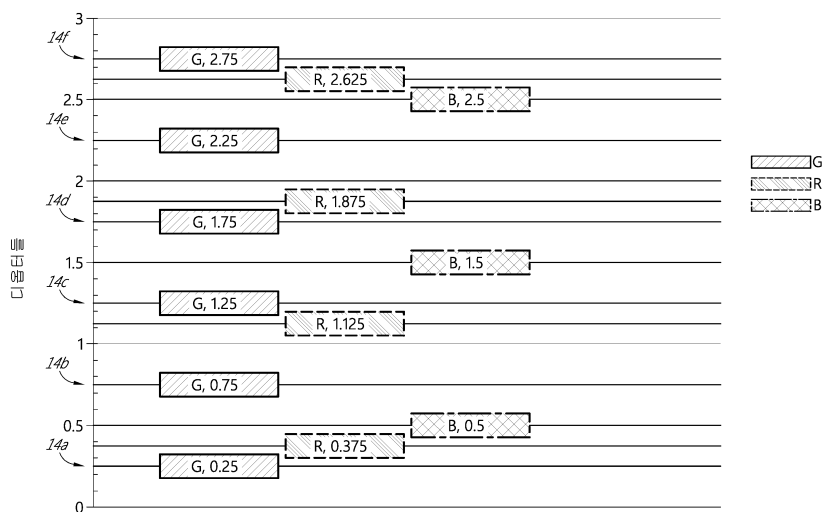 3
14f
G, 2.75
R, 2.625
2.5
B, 2.5
14e
G, 2.25
2
G
R
14d
R, 1.875
B
G, 1.75
디옵터들
1.5
B, 1.5
14c
G, 1.25
R, 1.125
1
14b
G, 0.75
0.5
B, 0.5
14a
R, 0.375
G, 0.25
0